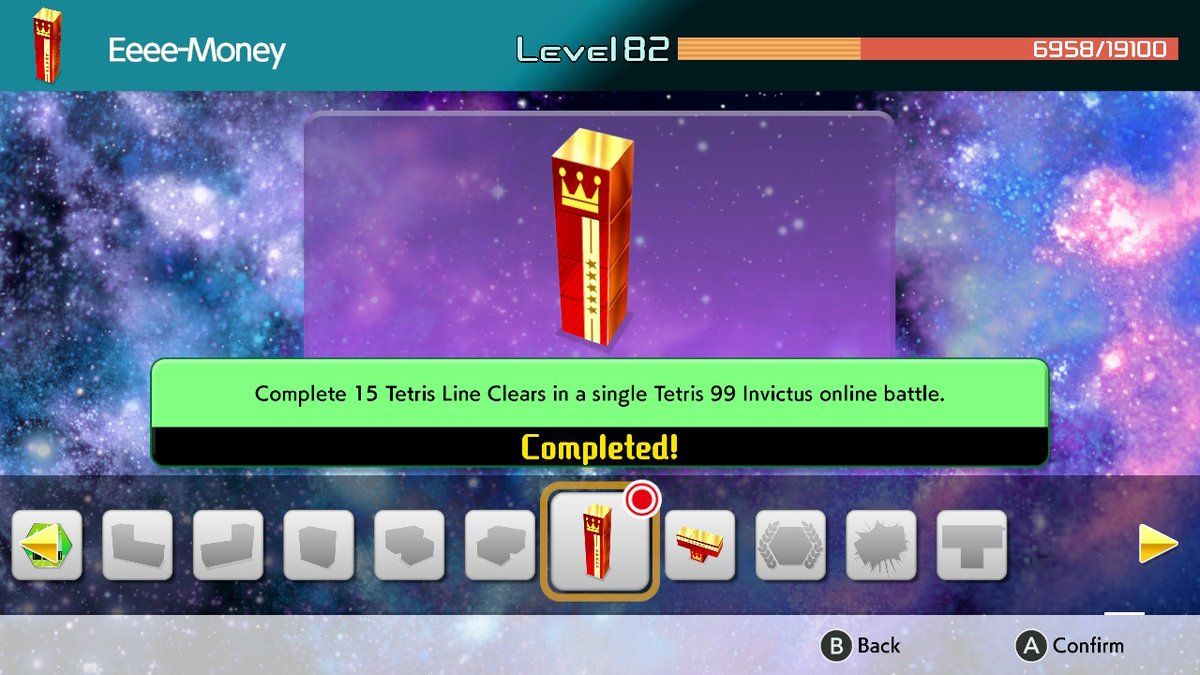 Eeee-Money
Level 82
6958/19100
Complete 15 Tetris Line Clears in a single Tetris 99 Invictus online battle.
Completed!
B Back
A Confirm